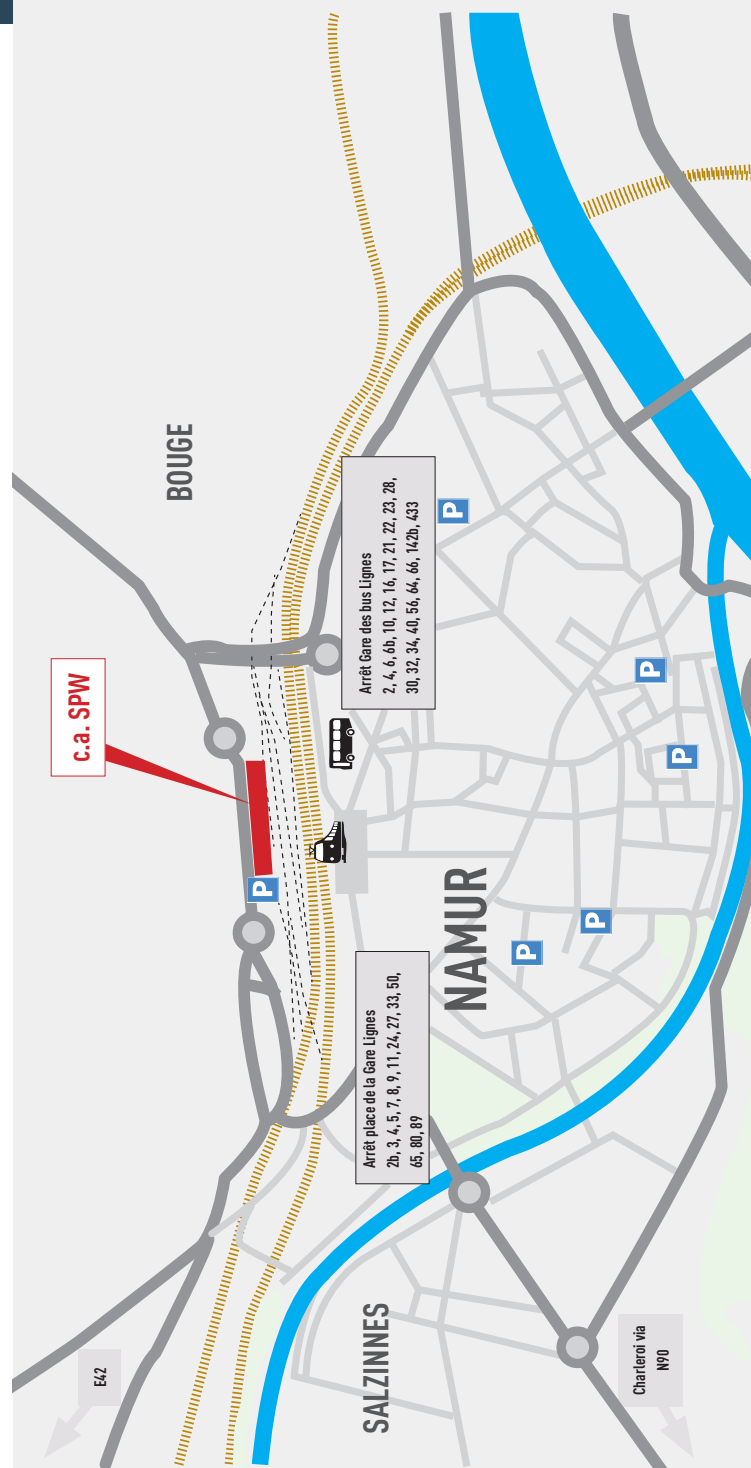 E42
BOUGE
c.a. SPW
P
Arrêt Gare des bus Lignes
2, 4, 6, 6b, 10, 12, 16, 17, 21, 22, 23, 28,
30, 32, 34, 40, 56, 64, 66, 142b, 433
P
Arrêt place de la Gare Lignes
2b, 3, 4, 5, 7, 8, 9, 11, 24, 27, 33, 50,
65, 80, 89
NAMUR
P
P
P
P
SALZINNES
Charleroi via
N90